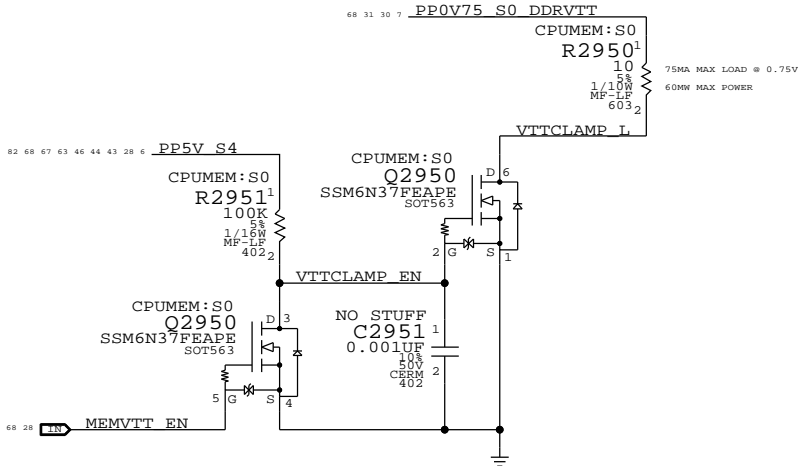 68 31 30 7 PP0V75_S0_DDRVTT
CPUMEM:S0
R2950
1
10
5%
1/10W
MF-LF
603
2
75MA MAX LOAD @ 0.75V
60MW MAX POWER
VTTCLAMP_L
82 68 67 63 46 44 43 28 6 PP5V_S4
CPUMEM:S0
R2951
1
100K
5%
1/16W
MF-LF
402
2
CPUMEM:S0
Q2950
SSM6N37FEAPE
SOT563
D 6
2 G S 1
VTTCLAMP_EN
CPUMEM:S0
Q2950
SSM6N37FEAPE
SOT563
D 3
5 G S 4
NO STUFF
C2951
1
0.001UF
10%
50V
2
CERM
402
68 28 IN MEMVTT_EN